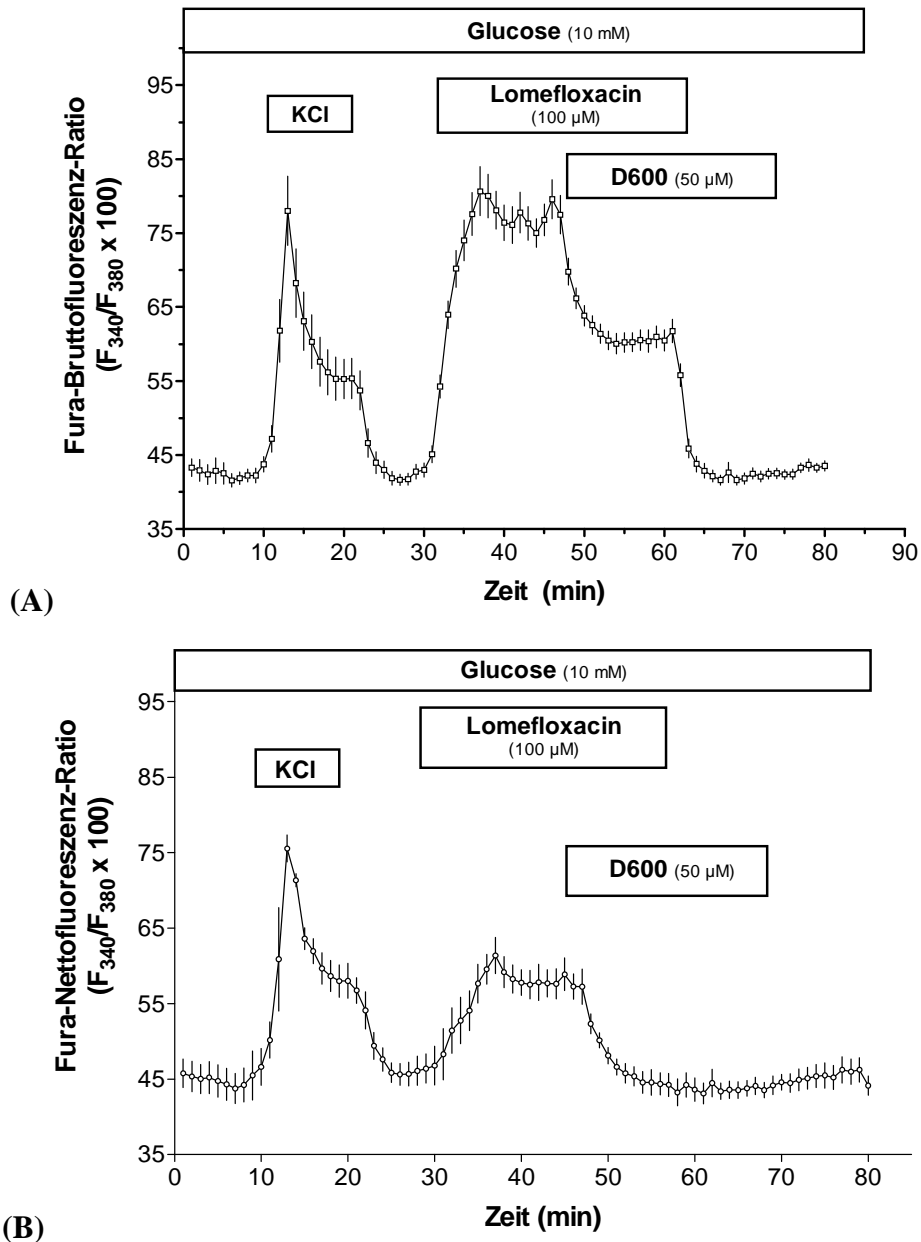 Glucose (10 mM)
Lomefloxacin
(100 µM)
KCl
D600 (50 µM)
Fura-Bruttofluoreszenz-Ratio
(F340/F380 x 100)
95
85
75
65
55
45
35
0 10 20 30 40 50 60 70 80 90
Zeit (min)
(A)
Glucose (10 mM)
Lomefloxacin
(100 µM)
KCl
D600 (50 µM)
Fura-Nettofluoreszenz-Ratio
(F340/F380 x 100)
95
85
75
65
55
45
35
0 10 20 30 40 50 60 70 80
Zeit (min)
(B)